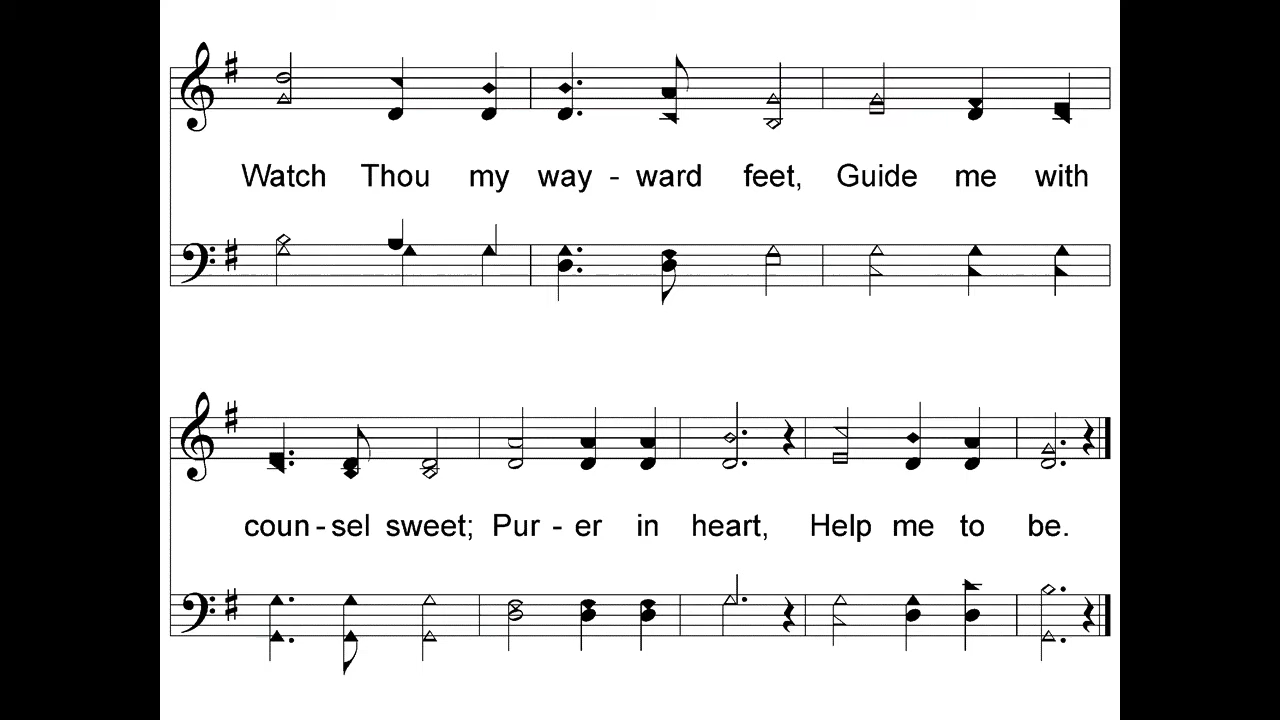 Watch Thou my way - ward feet, Guide me with
coun - sel sweet; Pur - er in heart, Help me to be.